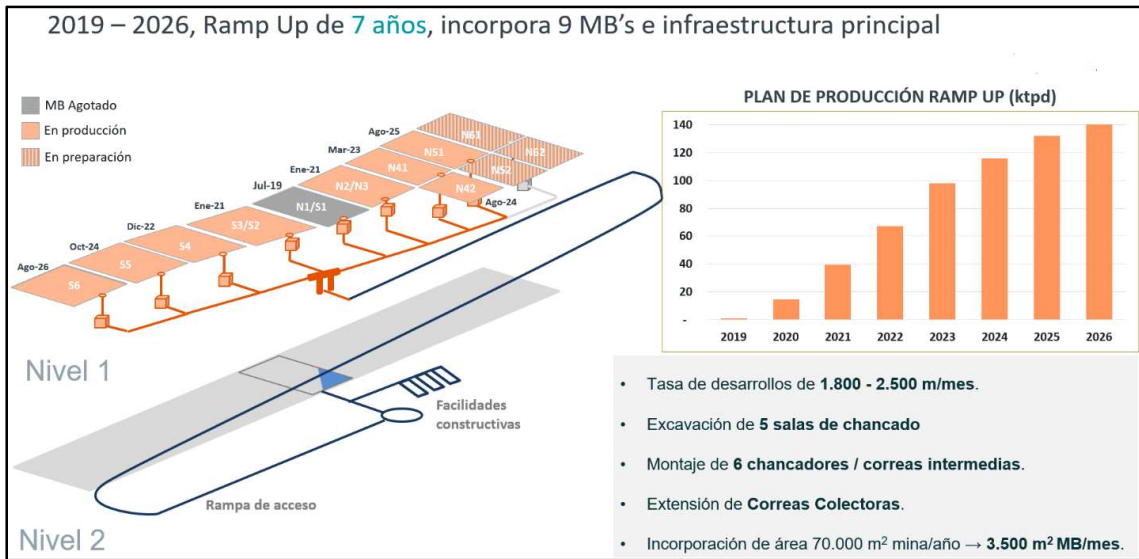 2019 – 2026, Ramp Up de 7 años, incorpora 9 MB's e infraestructura principal
MB Agotado
En producción
En preparación
Ago-25
Mar-23
Ene-21
Jul-19
Ene-21
Dic-22
Oct-24
Ago-26
Ago-24
N61
N62
N51
N52
N41
N42
N2/N3
N1/S1
S3/S2
S4
S5
S6
Nivel 1
Facilidades
constructivas
Rampa de acceso
Nivel 2
PLAN DE PRODUCCIÓN RAMP UP (ktpd)
140
120
100
80
60
40
20
-
2019 2020 2021 2022 2023 2024 2025 2026
• Tasa de desarrollos de 1.800 - 2.500 m/mes.
• Excavación de 5 salas de chancado
• Montaje de 6 chancadores / correas intermedias.
• Extensión de Correas Colectoras.
• Incorporación de área 70.000 m² mina/año → 3.500 m² MB/mes.